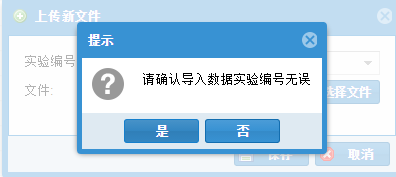 上传新文件
提示
实验编号
请确认导入数据实验编号无误
文件:
选择文件
是
否
保存
取消